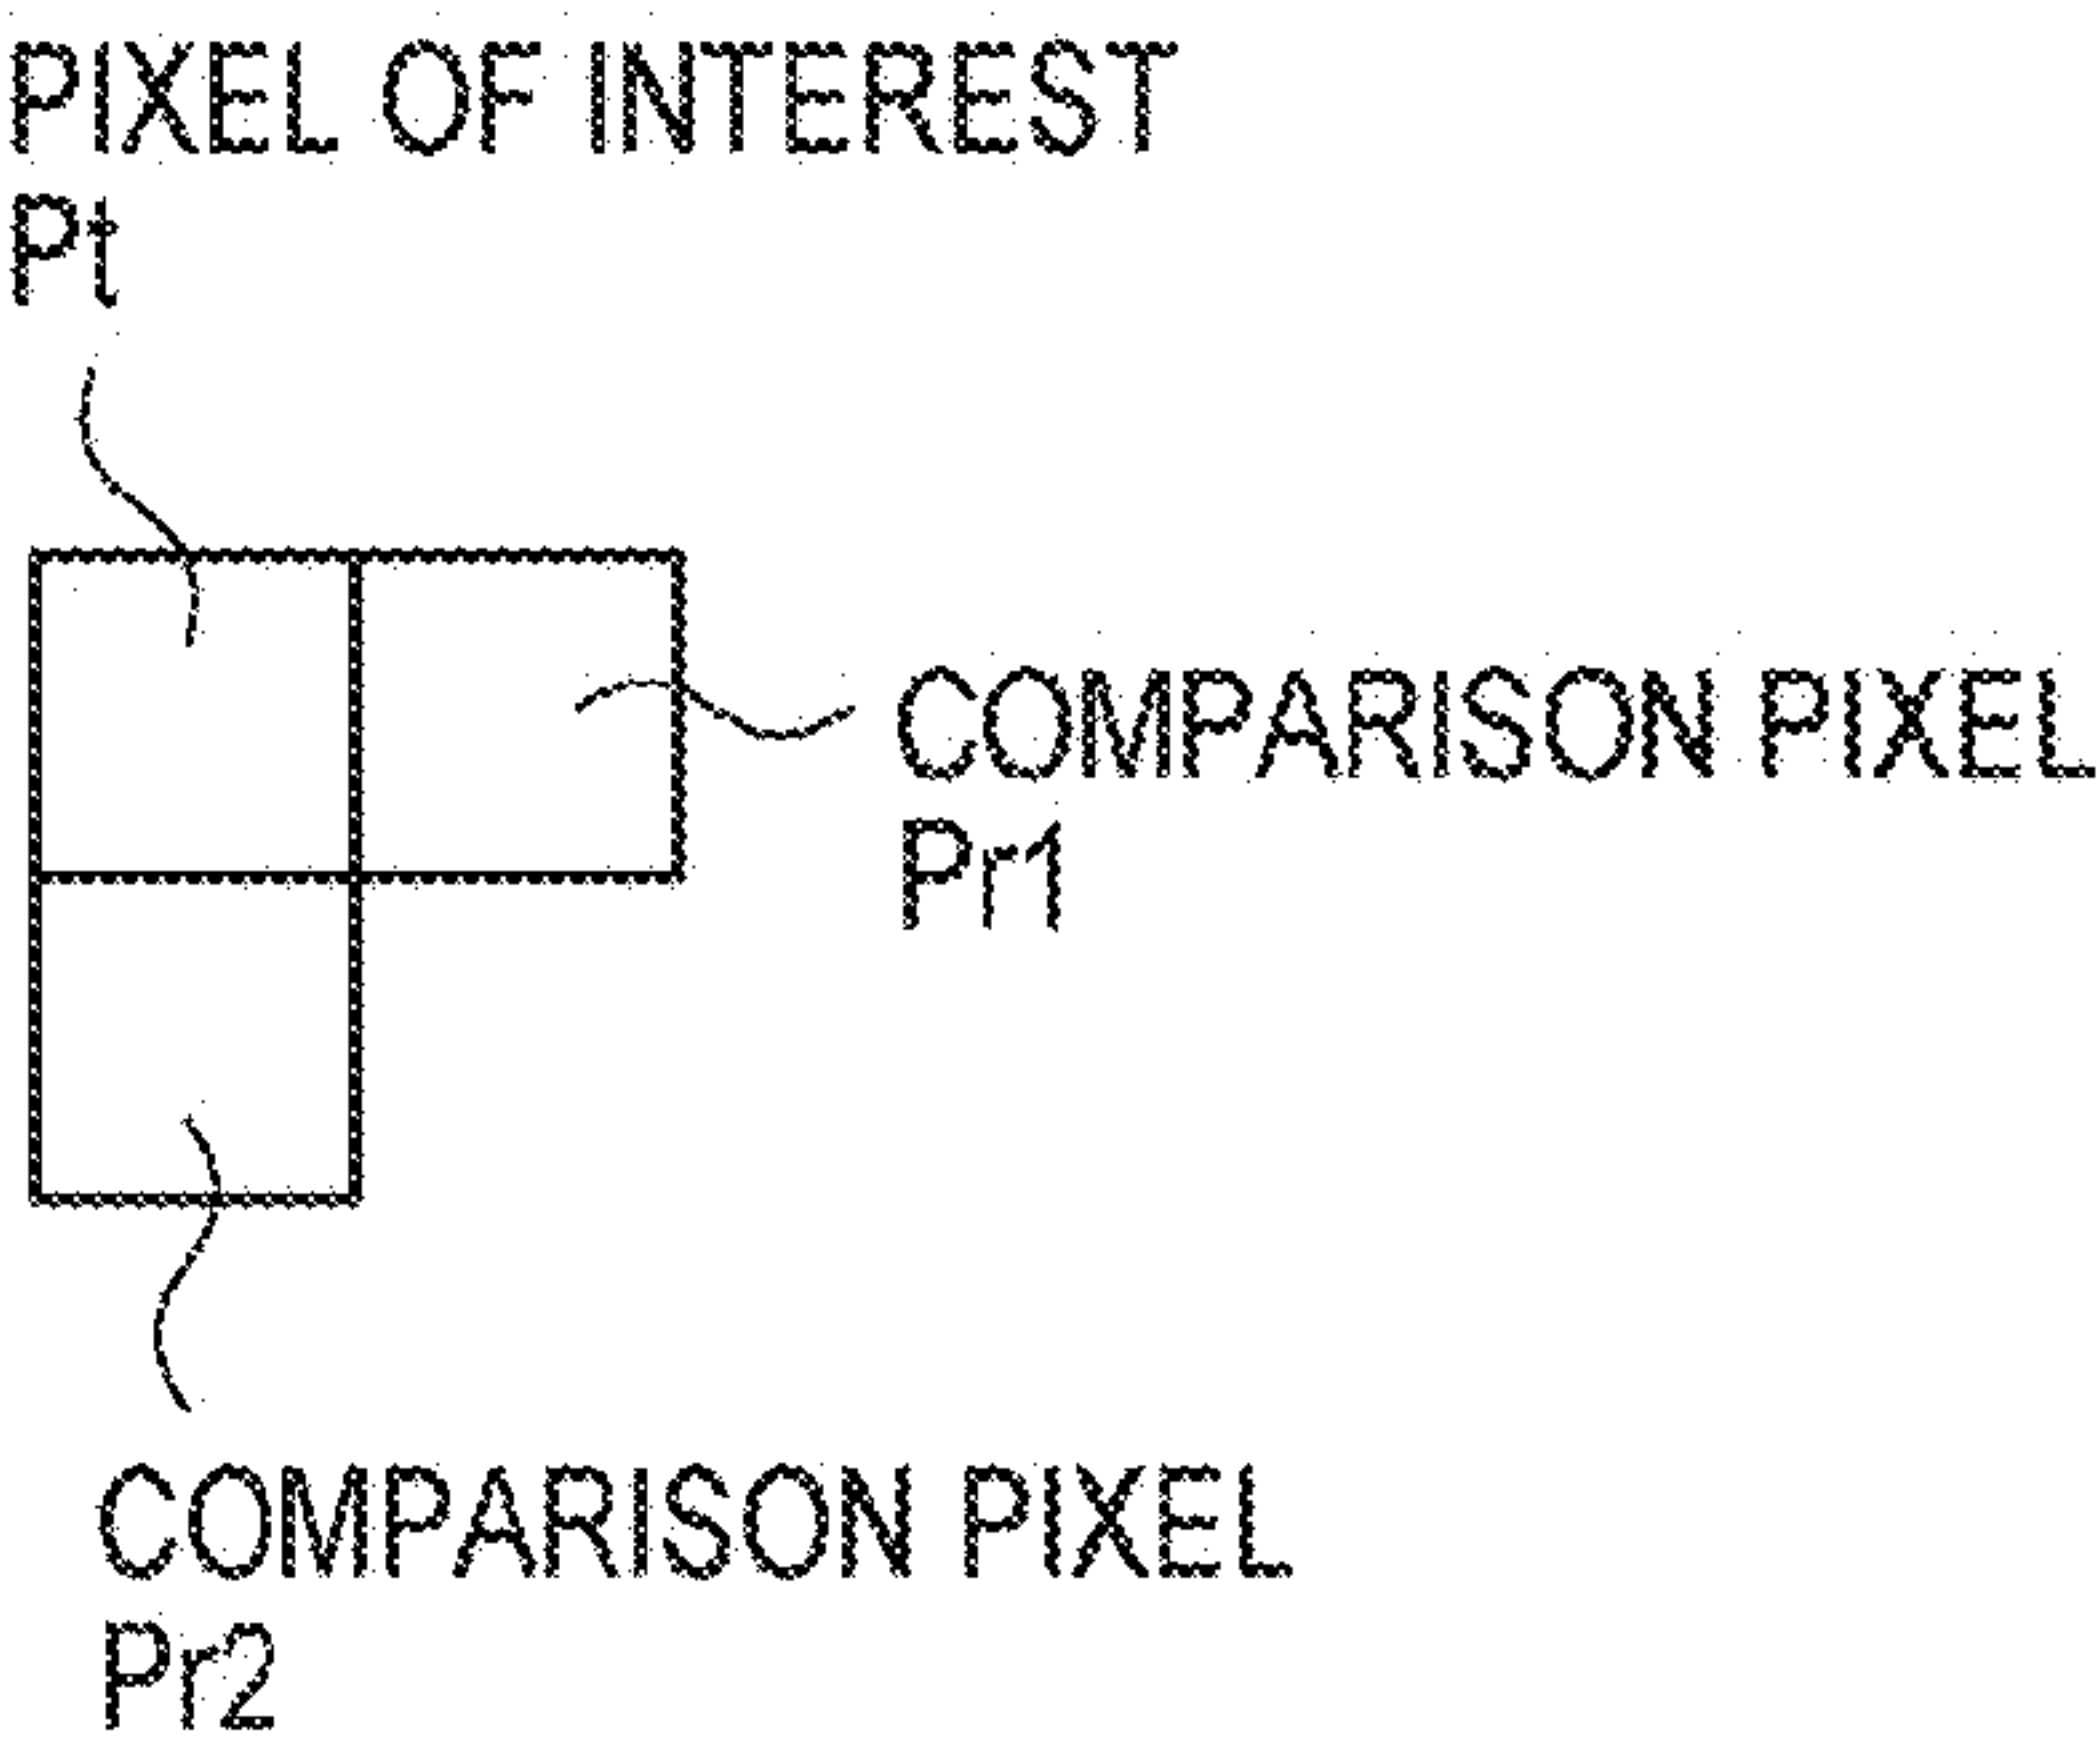 PIXEL OF INTEREST
Pt
COMPARISON PIXEL
Pr1
COMPARISON PIXEL
Pr2